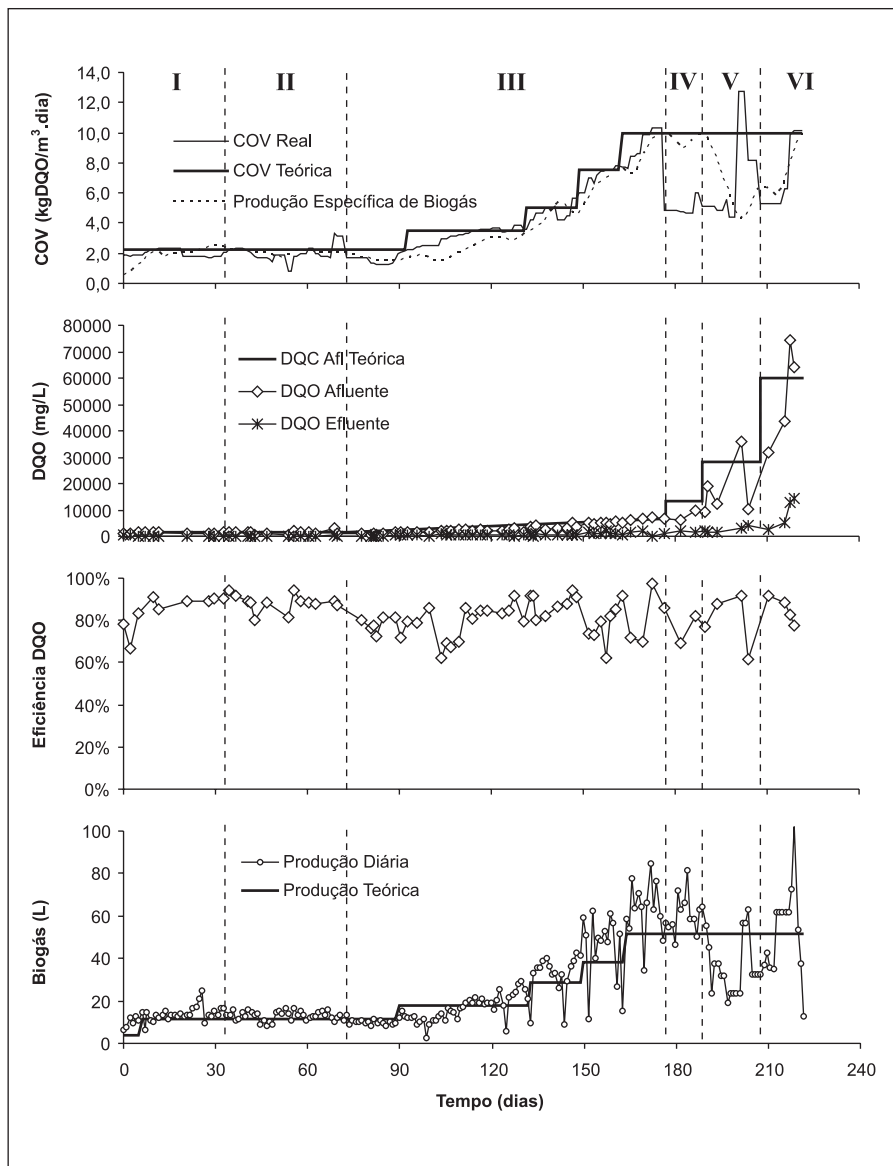 I II III IV V VI
14,0
12,0
10,0
8,0
6,0
4,0
2,0
0,0
COV (kgDQO/m³.dia)
COV Real
COV Teórica
Produção Específica de Biogás
80000
70000
60000
50000
40000
30000
20000
10000
0
DQO (mg/L)
DQC Afl Teórica
DQO Afluente
DQO Efluente
100%
80%
60%
40%
20%
0%
Eficiência DQO
100
80
60
40
20
0
Biogás (L)
Produção Diária
Produção Teórica
0 30 60 90 120 150 180 210 240
Tempo (dias)